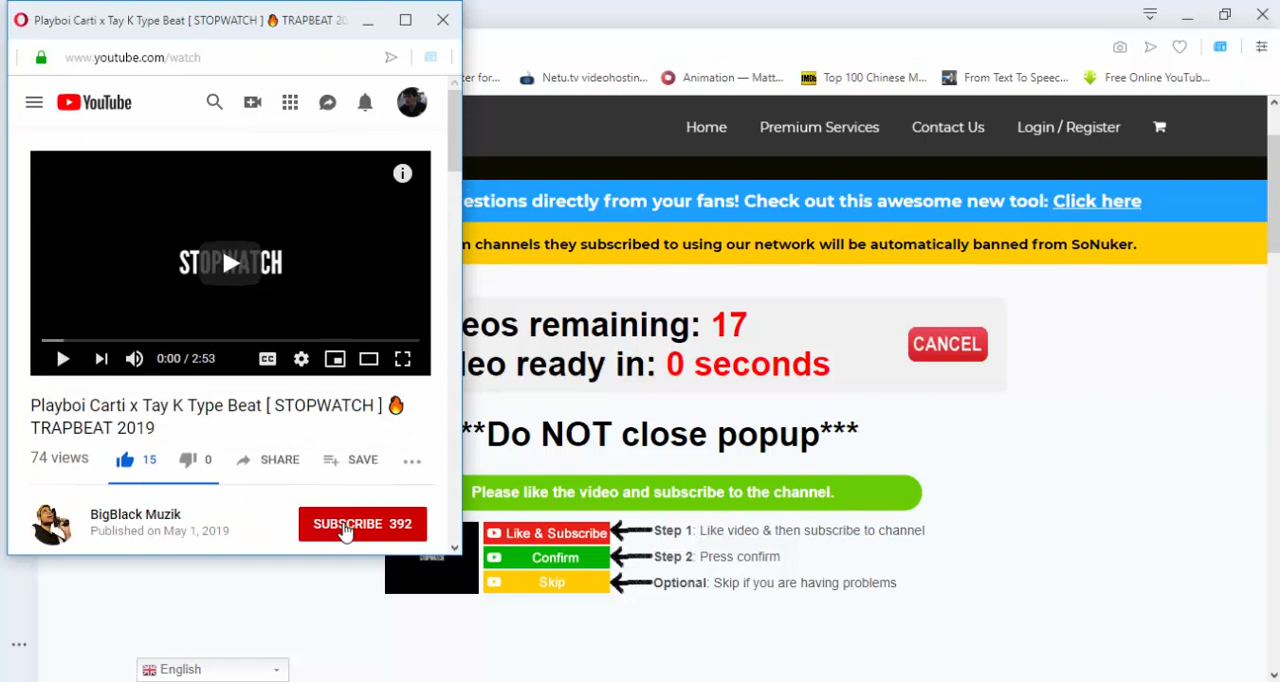 Playboi Carti x Tay K Type Beat [ STOPWATCH ] 🔥 TRAPBEAT 20
www.youtube.com/watch
ter for...
Netu.tv videohostin...
Animation — Matt...
IMDb
Top 100 Chinese M...
From Text To Speec...
Free Online YouTub...
YouTube
Home
Premium Services
Contact Us
Login / Register
STOPWATCH
estions directly from your fans! Check out this awesome new tool: Click here
m channels they subscribed to using our network will be automatically banned from SoNuker.
eos remaining: 17
leo ready in: 0 seconds
CANCEL
0:00 / 2:53
CC
**Do NOT close popup***
Playboi Carti x Tay K Type Beat [ STOPWATCH ] 🔥
TRAPBEAT 2019
74 views
15
0
SHARE
SAVE
Please like the video and subscribe to the channel.
BigBlack Muzik
Published on May 1, 2019
SUBSCRIBE 392
Like & Subscribe
Step 1: Like video & then subscribe to channel
Confirm
Step 2: Press confirm
Skip
Optional: Skip if you are having problems
English